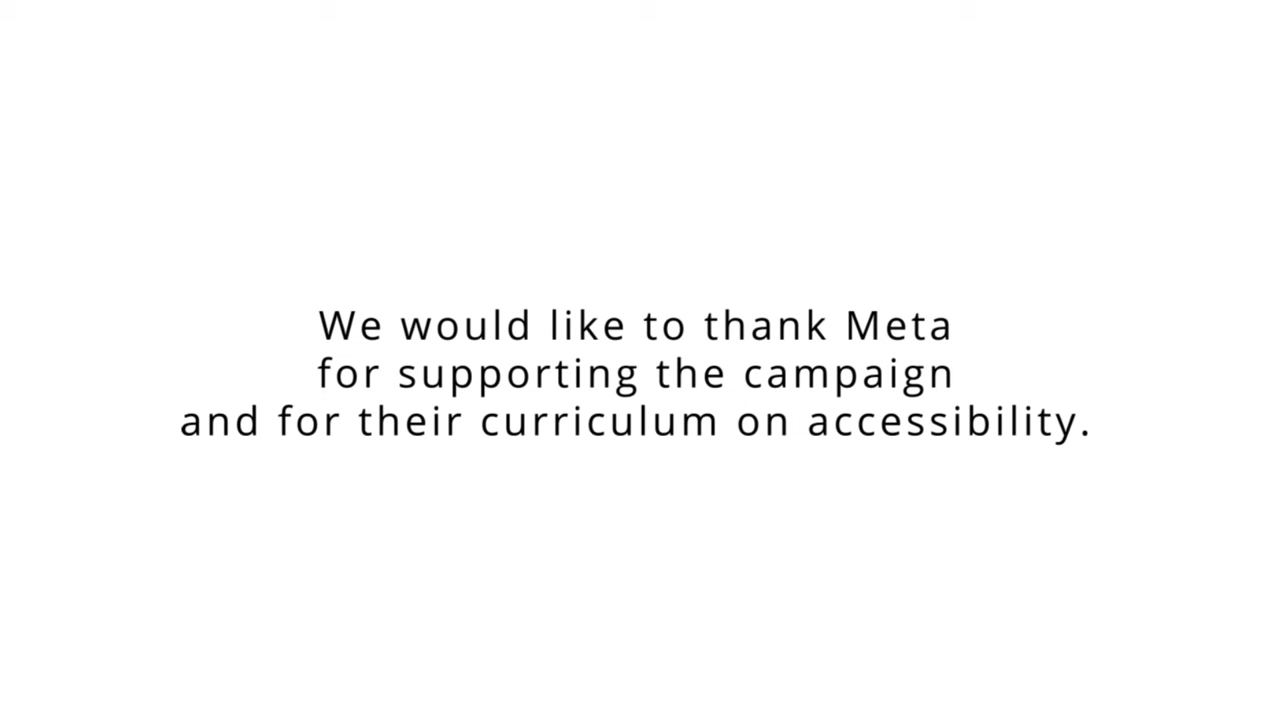 We would like to thank Meta
for supporting the campaign
and for their curriculum on accessibility.